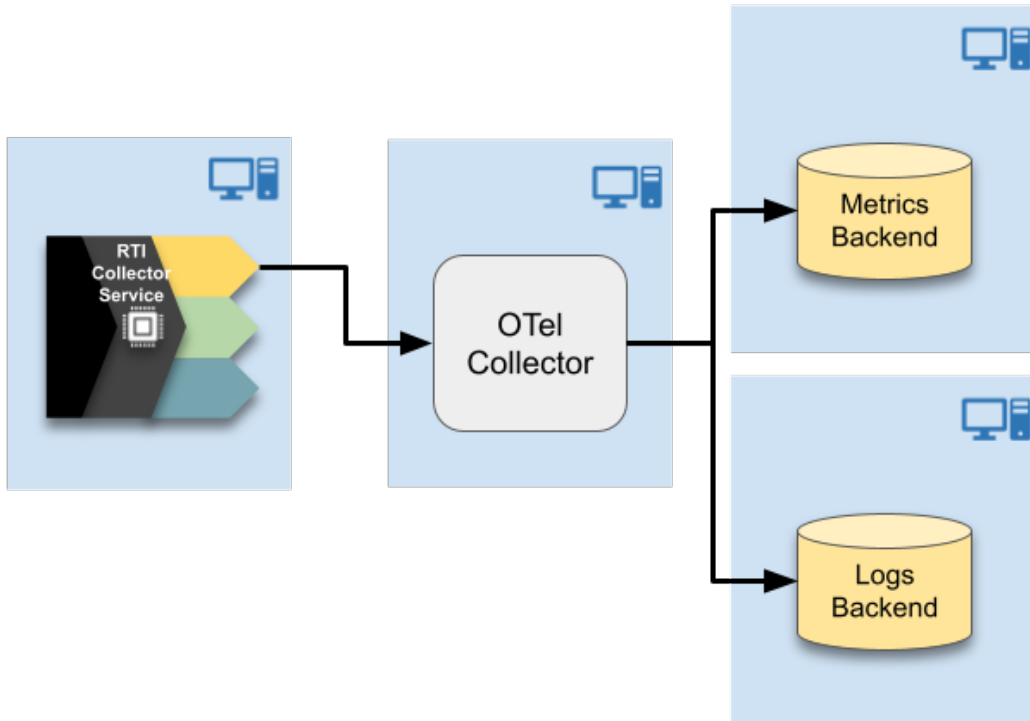 RTI
Collector
Service
OTel
Collector
Metrics
Backend
Logs
Backend